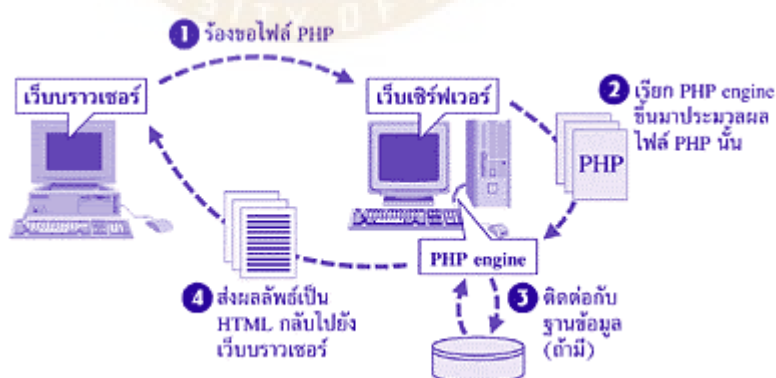 1 ร้องขอไฟล์ PHP
เว็บบราวเซอร์
เว็บเซิร์ฟเวอร์
2 เรียก PHP engine
ขึ้นมาประมวลผล
ไฟล์ PHP นั้น
PHP
PHP engine
3 ติดต่อกับ
ฐานข้อมูล
(ถ้ามี)
4 ส่งผลลัพธ์เป็น
HTML กลับไปยัง
เว็บบราวเซอร์